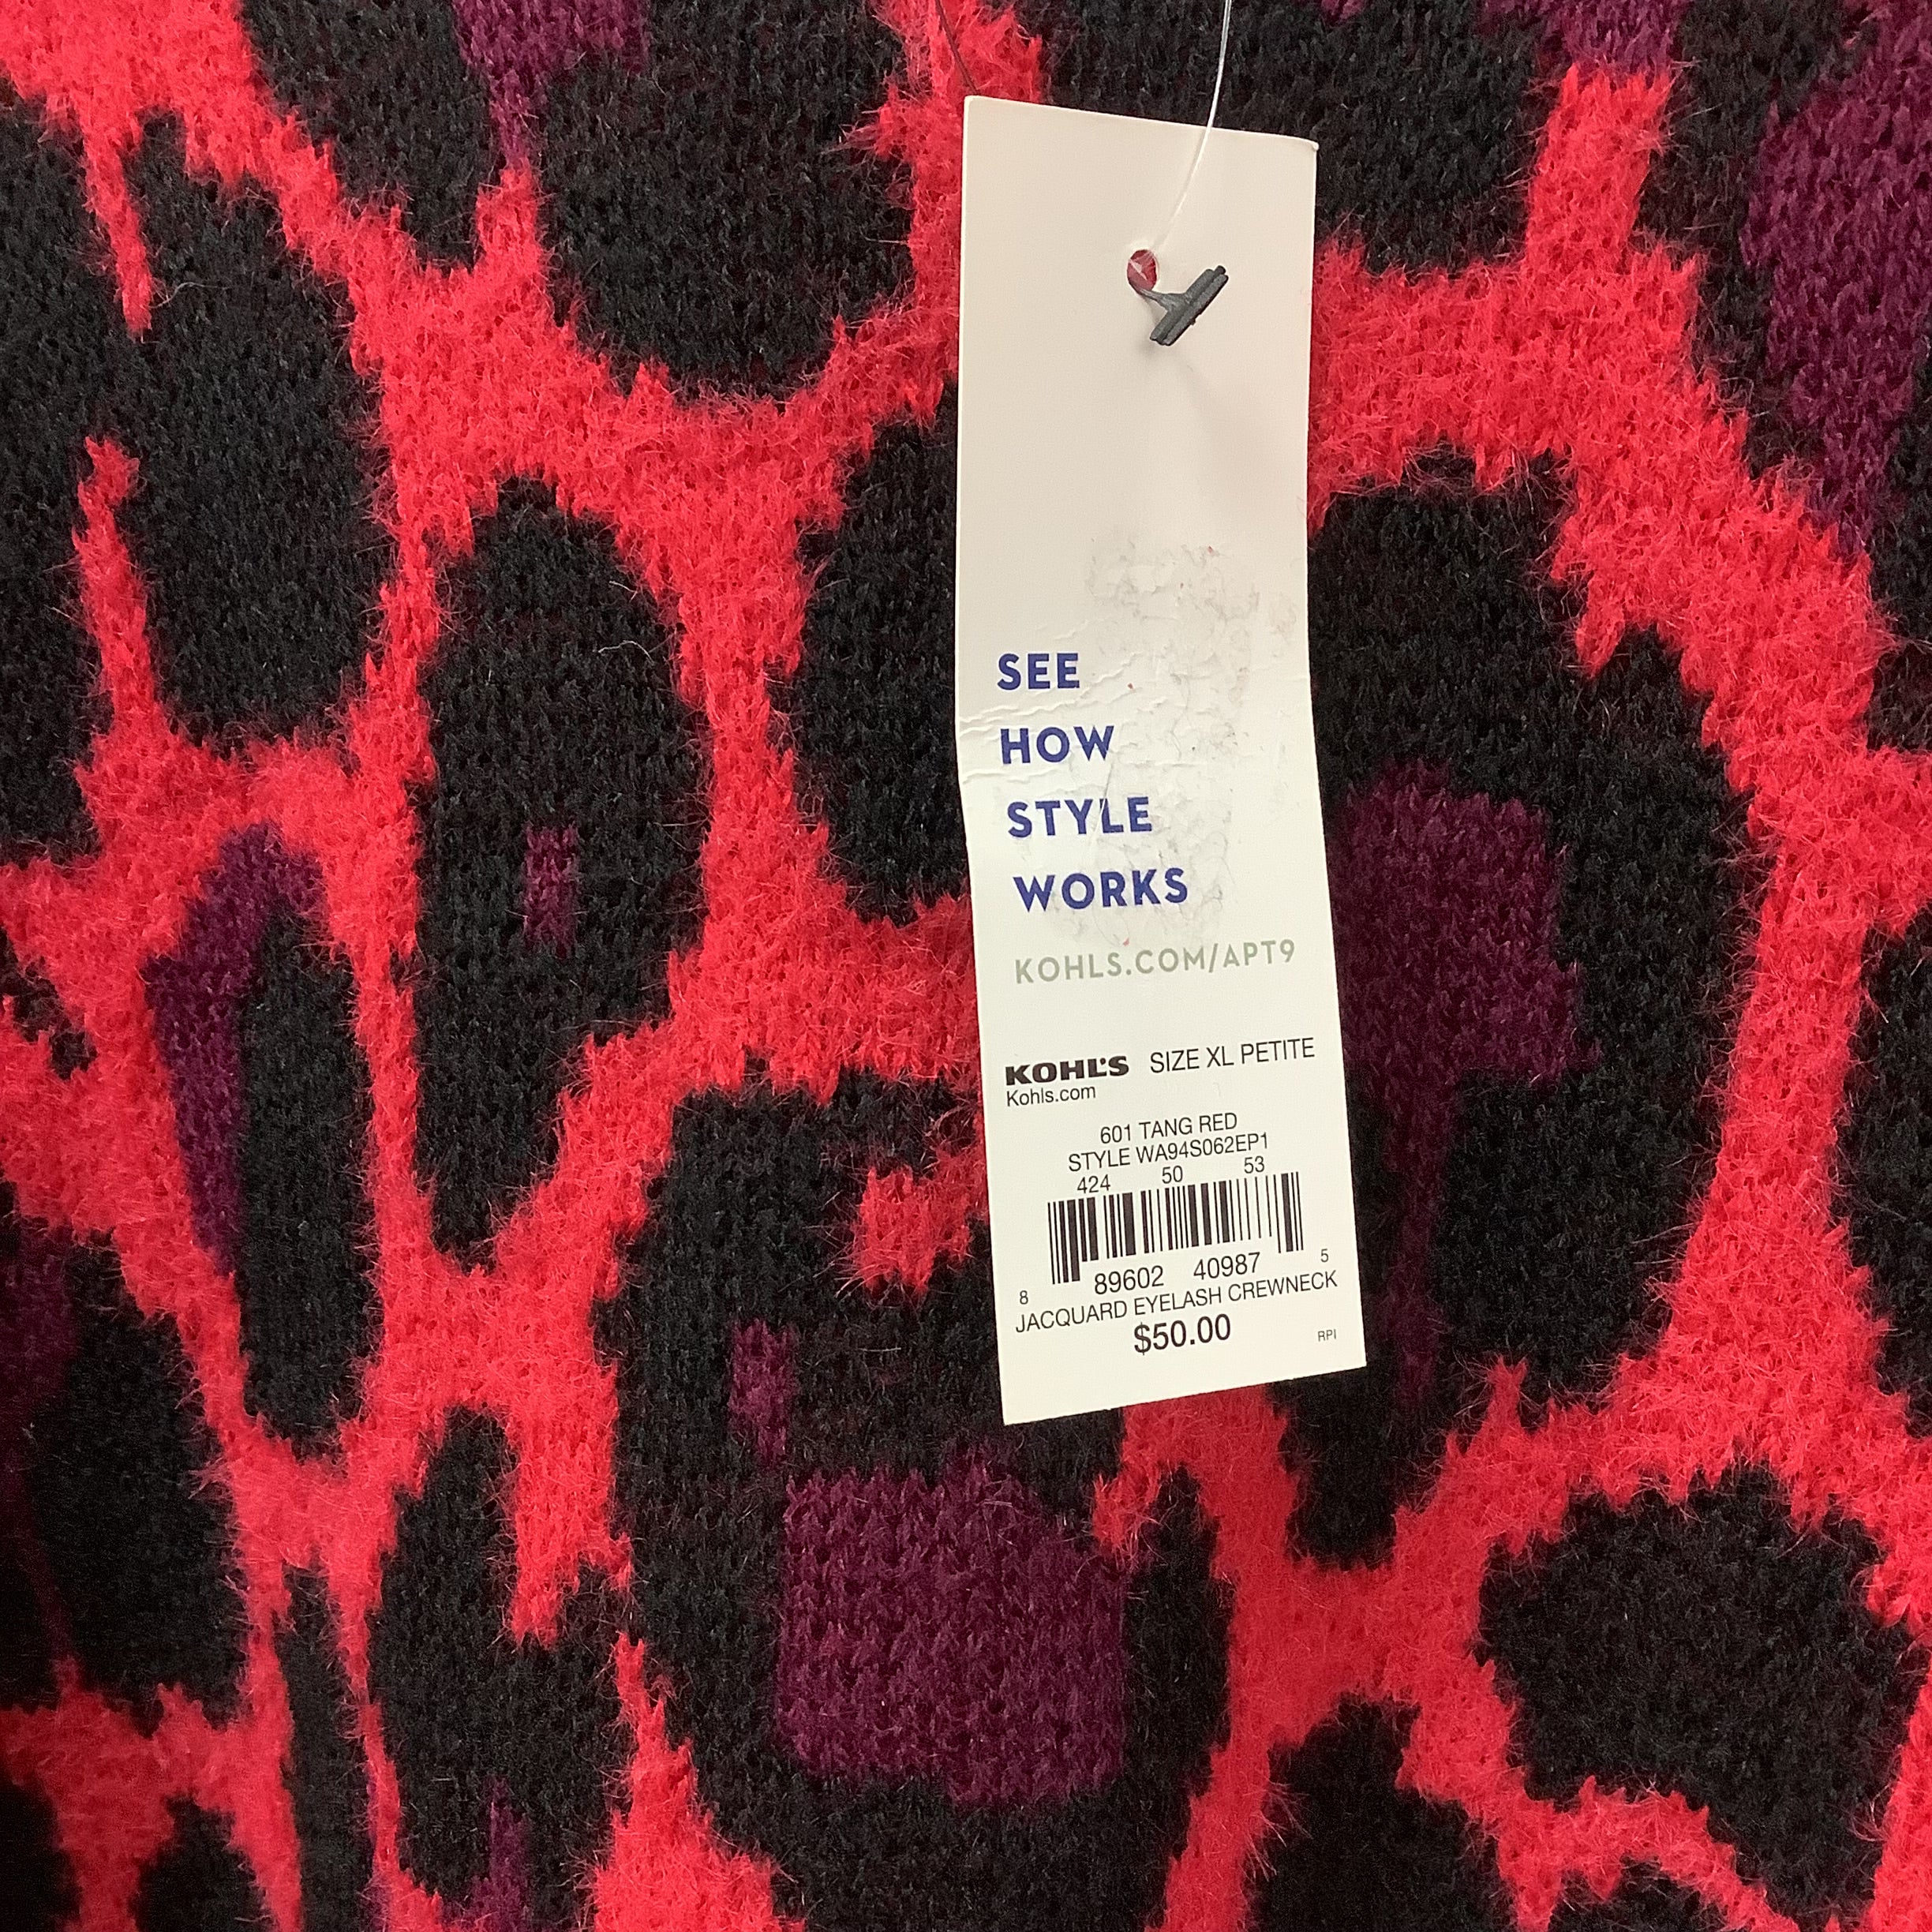 SEE
HOW
STYLE
WORKS
KOHLS.COM/APT9
KOHL'S SIZE XL PETITE
Kohls.com
601 TANG RED
STYLE WA94S062EP1
424 50 53
8 89602 40987 5
JACQUARD EYELASH CREWNECK
$50.00 RPI